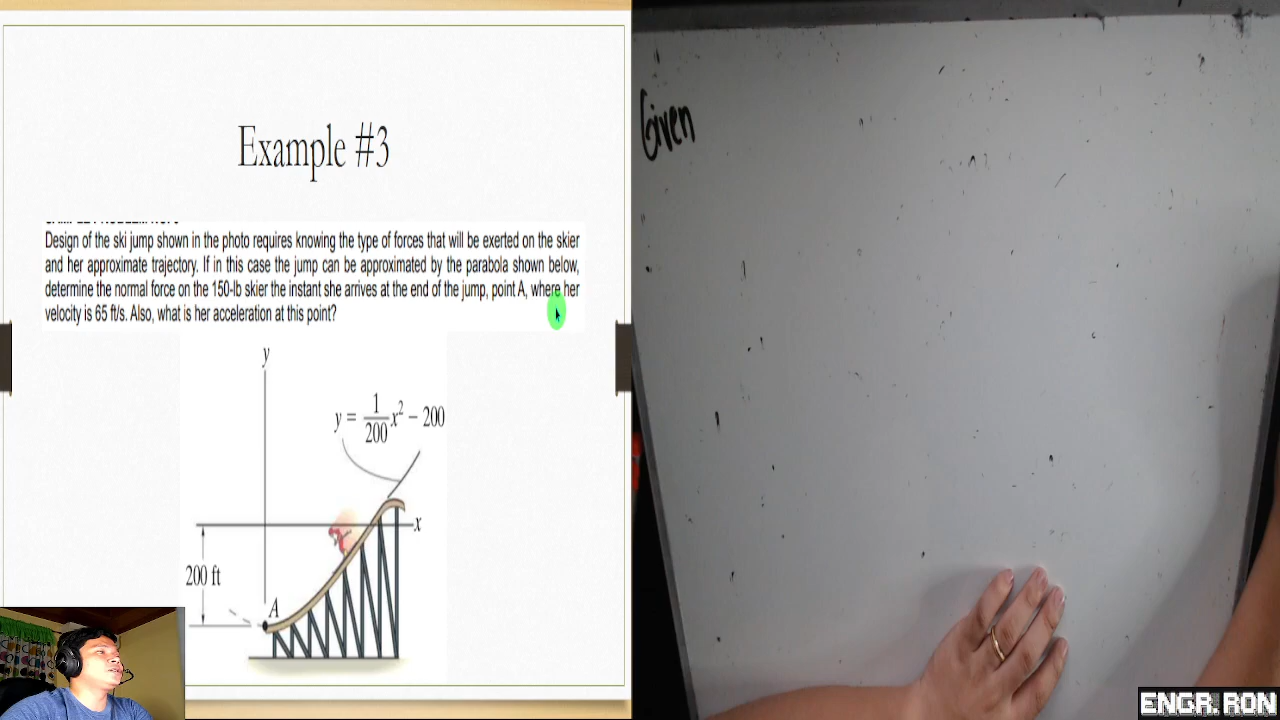 Example #3
Design of the ski jump shown in the photo requires knowing the type of forces that will be exerted on the skier
and her approximate trajectory. If in this case the jump can be approximated by the parabola shown below,
determine the normal force on the 150-lb skier the instant she arrives at the end of the jump, point A, where her
velocity is 65 ft/s. Also, what is her acceleration at this point?
y
y = 1/200 x² − 200
x
200 ft
A
Given
ENGR. RON